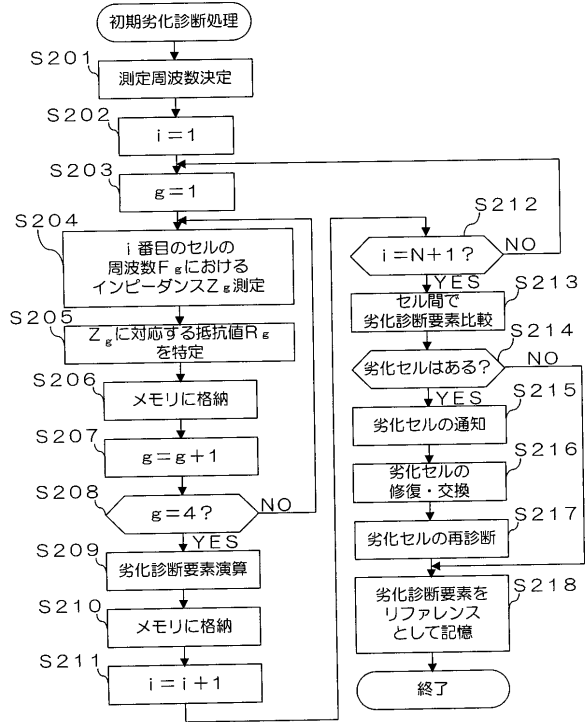 初期劣化診断処理
S201
測定周波数決定
S202
i=1
S203
g=1
S204
i番目のセルの
周波数Fgにおける
インピーダンスZg測定
S205
Zgに対応する抵抗値Rg
を特定
S206
メモリに格納
S207
g=g+1
S208
g=4?
NO
YES
S209
劣化診断要素演算
S210
メモリに格納
S211
i=i+1
S212
i=N+1?
NO
YES
S213
セル間で
劣化診断要素比較
S214
劣化セルはある?
NO
YES
S215
劣化セルの通知
S216
劣化セルの
修復・交換
S217
劣化セルの再診断
S218
劣化診断要素を
リファレンス
として記憶
終了